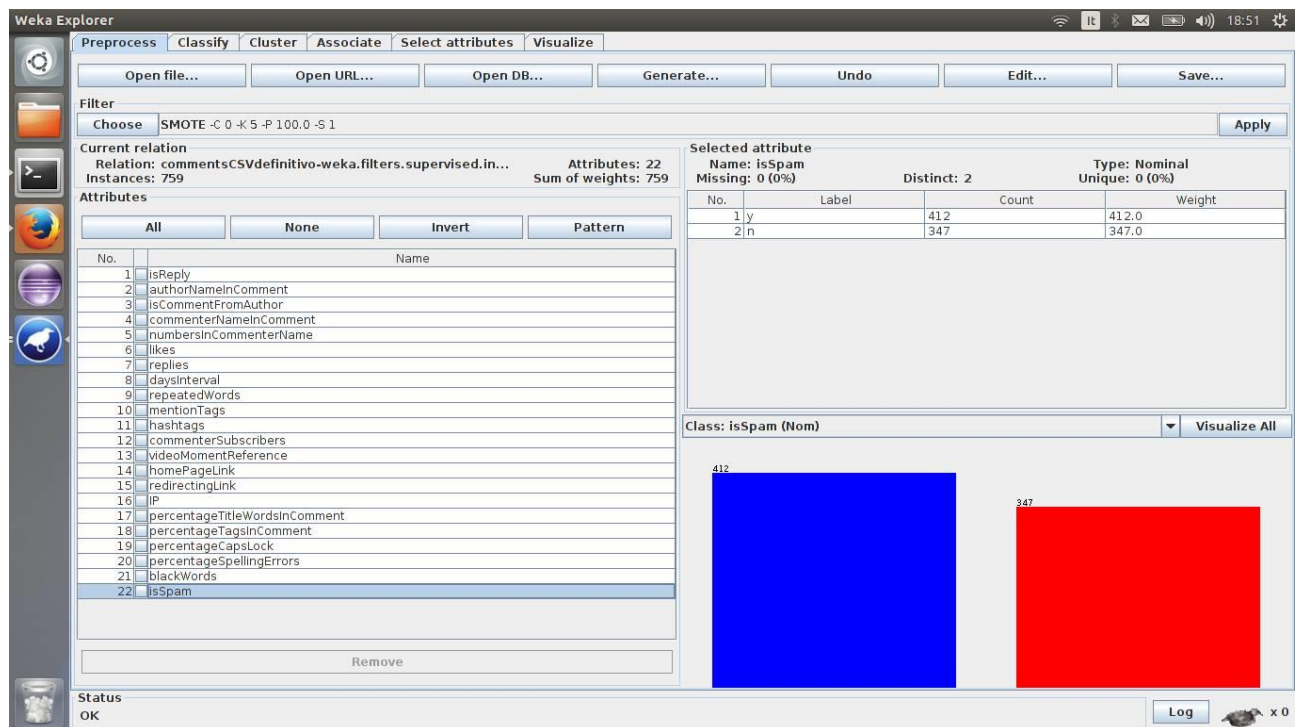 Weka Explorer
It
18:51
Preprocess Classify Cluster Associate Select attributes Visualize
Open file... Open URL... Open DB... Generate... Undo Edit... Save...
Filter
Choose SMOTE -C 0 -K 5 -P 100.0 -S 1 Apply
Current relation
Relation: commentsCSVdefinitivo-weka.filters.supervised.in... Attributes: 22
Instances: 759 Sum of weights: 759
Attributes
All None Invert Pattern
No. Name
1 isReply
2 authorNameInComment
3 isCommentFromAuthor
4 commenterNameInComment
5 numbersInCommenterName
6 likes
7 replies
8 daysInterval
9 repeatedWords
10 mentionTags
11 hashtags
12 commenterSubscribers
13 videoMomentReference
14 homePageLink
15 redirectingLink
16 IP
17 percentageTitleWordsInComment
18 percentageTagsInComment
19 percentageCapsLock
20 percentageSpellingErrors
21 blackWords
22 isSpam
Remove
Selected attribute
Name: isSpam Type: Nominal
Missing: 0 (0%) Distinct: 2 Unique: 0 (0%)
No. Label Count Weight
1 y 412 412.0
2 n 347 347.0
Class: isSpam (Nom) Visualize All
412
347
Status
OK
Log x 0